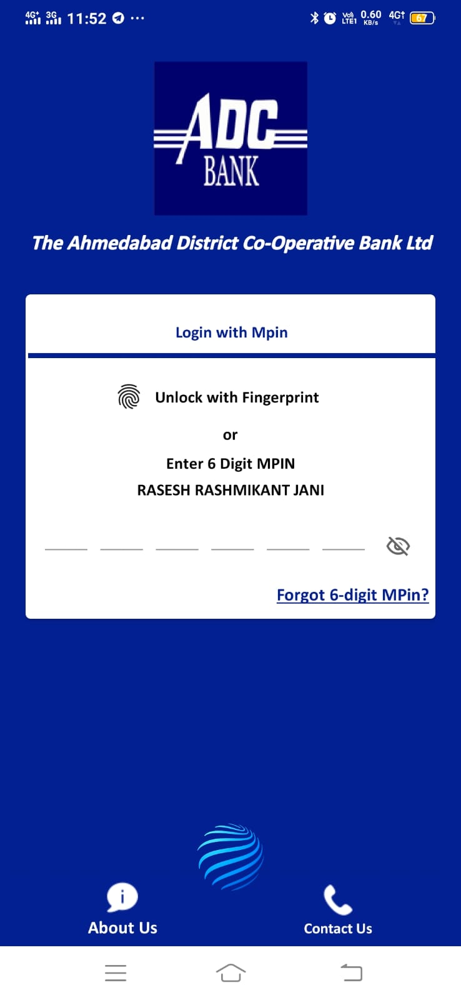 4G+ 3G 11:52 ... Vo) LTE1 0.60 KB/s 4G 67
ADC
BANK
The Ahmedabad District Co-Operative Bank Ltd
Login with Mpin
Unlock with Fingerprint
or
Enter 6 Digit MPIN
RASESH RASHMIKANT JANI
Forgot 6-digit MPin?
About Us
Contact Us